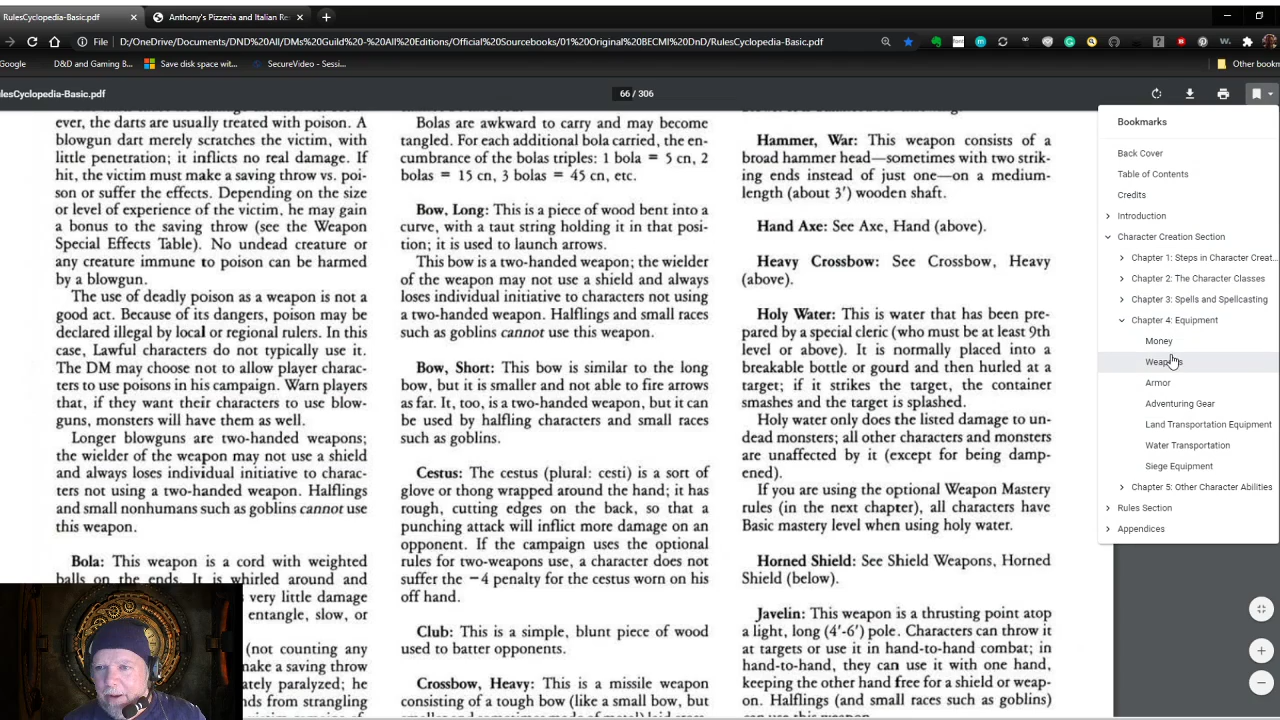 RulesCyclopedia-Basic.pdf
Anthony's Pizzeria and Italian Re
File
D:/OneDrive/Documents/DND%20All/DMs%20Guild%20-%20All%20Editions/Official%20Sourcebooks/01%20Original%20BECMI%20DnD/RulesCyclopedia-Basic.pdf
Google
D&D and Gaming B...
Save disk space wit...
SecureVideo - Sessi...
Other bookm
lesCyclopedia-Basic.pdf
66 / 306
ever, the darts are usually treated with poison. A
blowgun dart merely scratches the victim, with
little penetration; it inflicts no real damage. If
hit, the victim must make a saving throw vs. poi-
son or suffer the effects. Depending on the size
or level of experience of the victim, he may gain
a bonus to the saving throw (see the Weapon
Special Effects Table). No undead creature or
any creature immune to poison can be harmed
by a blowgun.
The use of deadly poison as a weapon is not a
good act. Because of its dangers, poison may be
declared illegal by local or regional rulers. In this
case, Lawful characters do not typically use it.
The DM may choose not to allow player charac-
ters to use poisons in his campaign. Warn players
that, if they want their characters to use blow-
guns, monsters will have them as well.
Longer blowguns are two-handed weapons;
the wielder of the weapon may not use a shield
and always loses individual initiative to charac-
ters not using a two-handed weapon. Halflings
and small nonhumans such as goblins cannot use
this weapon.
Bola: This weapon is a cord with weighted
balls on the ends. It is whirled around and
very little damage
entangle, slow, or
(not counting any
make a saving throw
ately paralyzed; he
nds from strangling
Bolas are awkward to carry and may become
tangled. For each additional bola carried, the en-
cumbrance of the bolas triples: 1 bola = 5 cn, 2
bolas = 15 cn, 3 bolas = 45 cn, etc.
Bow, Long: This is a piece of wood bent into a
curve, with a taut string holding it in that posi-
tion; it is used to launch arrows.
This bow is a two-handed weapon; the wielder
of the weapon may not use a shield and always
loses individual initiative to characters not using
a two-handed weapon. Halflings and small races
such as goblins cannot use this weapon.
Bow, Short: This bow is similar to the long
bow, but it is smaller and not able to fire arrows
as far. It, too, is a two-handed weapon, but it can
be used by halfling characters and small races
such as goblins.
Cestus: The cestus (plural: cesti) is a sort of
glove or thong wrapped around the hand; it has
rough, cutting edges on the back, so that a
punching attack will inflict more damage on an
opponent. If the campaign uses the optional
rules for two-weapons use, a character does not
suffer the −4 penalty for the cestus worn on his
off hand.
Club: This is a simple, blunt piece of wood
used to batter opponents.
Crossbow, Heavy: This is a missile weapon
consisting of a tough bow (like a small bow, but
Hammer, War: This weapon consists of a
broad hammer head—sometimes with two strik-
ing ends instead of just one—on a medium-
length (about 3′) wooden shaft.
Hand Axe: See Axe, Hand (above).
Heavy Crossbow: See Crossbow, Heavy
(above).
Holy Water: This is water that has been pre-
pared by a special cleric (who must be at least 9th
level or above). It is normally placed into a
breakable bottle or gourd and then hurled at a
target; if it strikes the target, the container
smashes and the target is splashed.
Holy water only does the listed damage to un-
dead monsters; all other characters and monsters
are unaffected by it (except for being damp-
ened).
If you are using the optional Weapon Mastery
rules (in the next chapter), all characters have
Basic mastery level when using holy water.
Horned Shield: See Shield Weapons, Horned
Shield (below).
Javelin: This weapon is a thrusting point atop
a light, long (4′-6′) pole. Characters can throw it
at targets or use it in hand-to-hand combat; in
hand-to-hand, they can use it with one hand,
keeping the other hand free for a shield or weap-
on. Halflings (and small races such as goblins)
can use this weapon.
Bookmarks
Back Cover
Table of Contents
Credits
Introduction
Character Creation Section
Chapter 1: Steps in Character Creat...
Chapter 2: The Character Classes
Chapter 3: Spells and Spellcasting
Chapter 4: Equipment
Money
Weapons
Armor
Adventuring Gear
Land Transportation Equipment
Water Transportation
Siege Equipment
Chapter 5: Other Character Abilities
Rules Section
Appendices